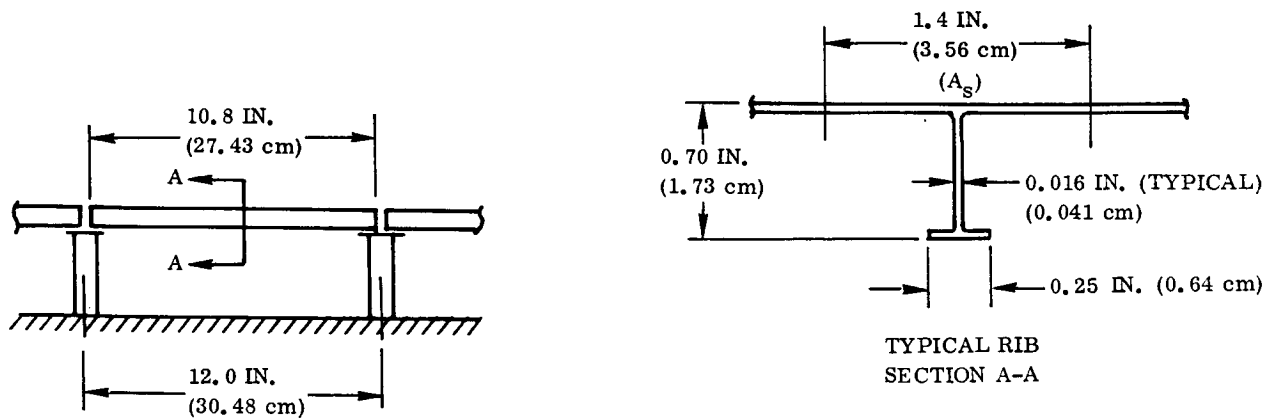 10.8 IN.
(27.43 cm)
A
A
12.0 IN.
(30.48 cm)
1.4 IN.
(3.56 cm)
(As)
0.70 IN.
(1.73 cm)
0.016 IN. (TYPICAL)
(0.041 cm)
0.25 IN. (0.64 cm)
TYPICAL RIB
SECTION A-A